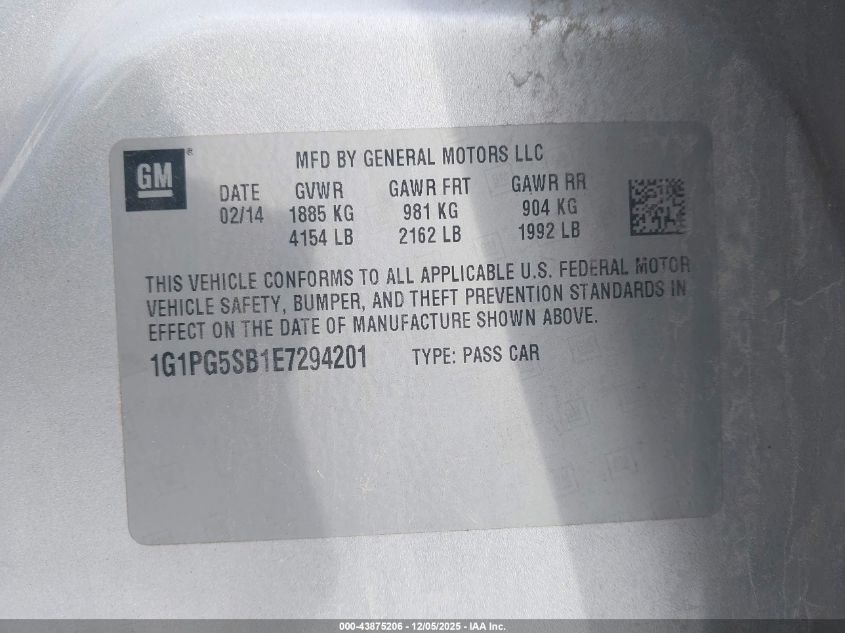 GM®
MFD BY GENERAL MOTORS LLC
DATE GVWR GAWR FRT GAWR RR
02/14 1885 KG 981 KG 904 KG
4154 LB 2162 LB 1992 LB
THIS VEHICLE CONFORMS TO ALL APPLICABLE U.S. FEDERAL MOTOR
VEHICLE SAFETY, BUMPER, AND THEFT PREVENTION STANDARDS IN
EFFECT ON THE DATE OF MANUFACTURE SHOWN ABOVE.
1G1PG5SB1E7294201 TYPE: PASS CAR
000-43875206 - 12/05/2025 - IAA Inc.